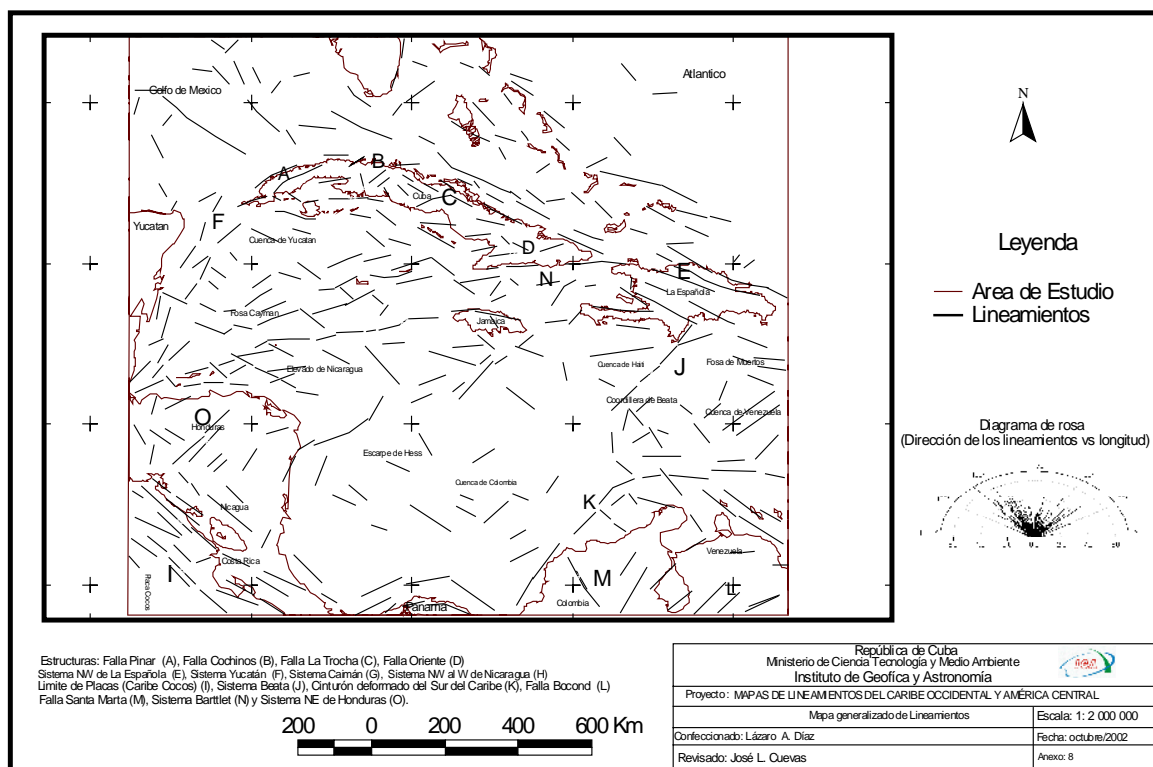 Golfo de Mexico
Atlantico
A
B
Cuba
C
Yucatan
F
Cuenca de Yucatan
D
N
E
La Española
Fosa Cayman
Jamaica
Elevado de Nicaragua
Cuenca de Haiti
J
Fosa de Muertos
Coordillera de Beata
Cuenca de Venezuela
O
Honduras
Escarpe de Hess
Cuenca de Colombia
K
Nicagua
Costa Rica
Venezuela
I
Placa Cocos
M
L
Colombia
Panama
N
Leyenda
Area de Estudio
Lineamientos
Diagrama de rosa
(Dirección de los lineamientos vs longitud)
Estructuras: Falla Pinar (A), Falla Cochinos (B), Falla La Trocha (C), Falla Oriente (D)
Sistema NW de La Española (E), Sistema Yucatán (F), Sistema Caimán (G), Sistema NW al W de Nicaragua (H)
Limite de Placas (Caribe Cocos) (I), Sistema Beata (J), Cinturón deformado del Sur del Caribe (K), Falla Bocond (L)
Falla Santa Marta (M), Sistema Barttlet (N) y Sistema NE de Honduras (O).
200 0 200 400 600 Km
República de Cuba
Ministerio de Ciencia Tecnología y Medio Ambiente
Instituto de Geofíca y Astronomía
Proyecto: MAPAS DE LINEAMIENTOS DEL CARIBE OCCIDENTAL Y AMÉRICA CENTRAL
Mapa generalizado de Lineamientos
Escala: 1: 2 000 000
Confeccionado: Lázaro A. Díaz
Fecha: octubre/2002
Revisado: José L. Cuevas
Anexo: 8